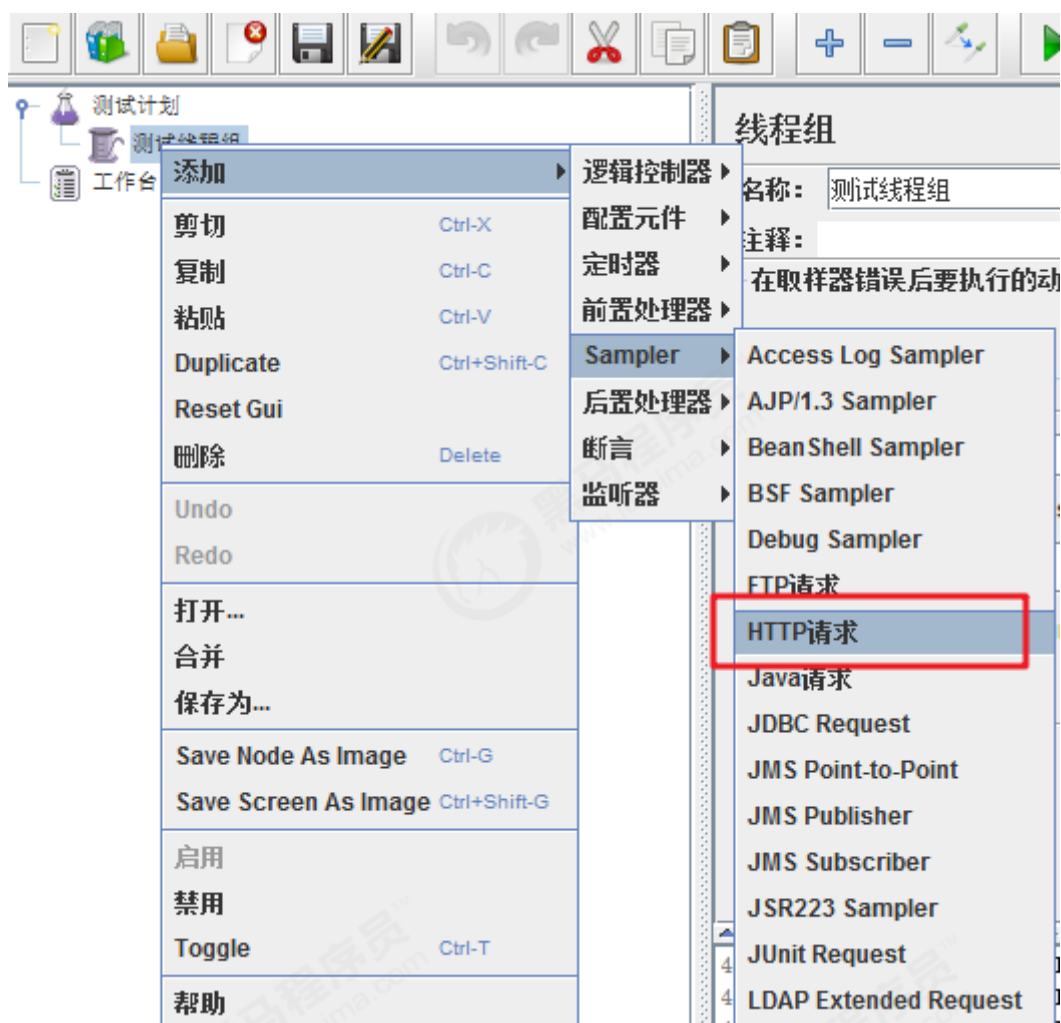 测试计划
测试线程组
工作台
线程组
名称：
测试线程组
注释：
在取样器错误后要执行的动
添加
剪切 Ctrl-X
复制 Ctrl-C
粘贴 Ctrl-V
Duplicate Ctrl+Shift-C
Reset Gui
删除 Delete
Undo
Redo
打开...
合并
保存为...
Save Node As Image Ctrl-G
Save Screen As Image Ctrl+Shift-G
启用
禁用
Toggle Ctrl-T
帮助
逻辑控制器
配置元件
定时器
前置处理器
Sampler
后置处理器
断言
监听器
Access Log Sampler
AJP/1.3 Sampler
BeanShell Sampler
BSF Sampler
Debug Sampler
FTP请求
HTTP请求
Java请求
JDBC Request
JMS Point-to-Point
JMS Publisher
JMS Subscriber
JSR223 Sampler
JUnit Request
LDAP Extended Request
4
4